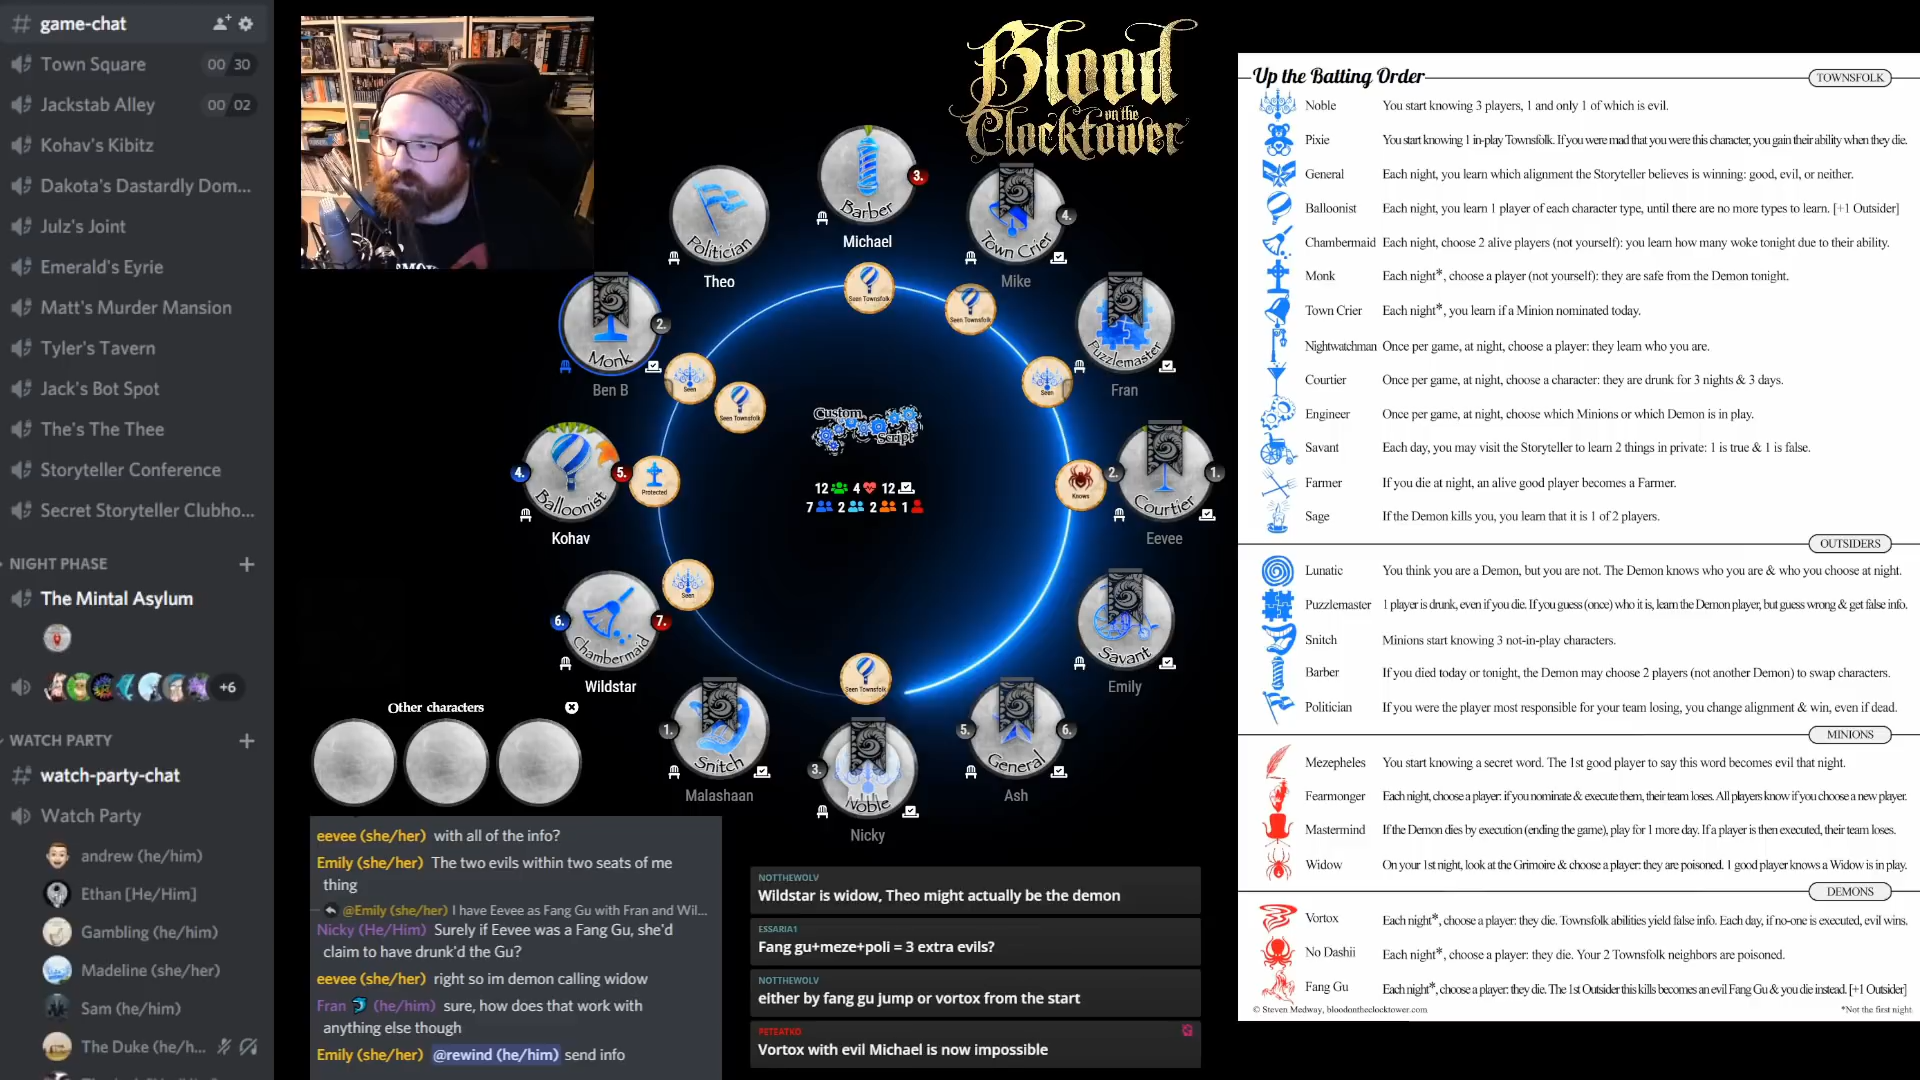 game-chat
Town Square 00 30
Jackstab Alley 00 02
Kohav's Kibitz
Dakota's Dastardly Dom...
Julz's Joint
Emerald's Eyrie
Matt's Murder Mansion
Tyler's Tavern
Jack's Bot Spot
The's The Thee
Storyteller Conference
Secret Storyteller Clubho...
NIGHT PHASE
The Mintal Asylum
+6
WATCH PARTY
watch-party-chat
Watch Party
andrew (he/him)
Ethan [He/Him]
Gambling (he/him)
Madeline (she/her)
Sam (he/him)
The Duke (he/h...
Blood
on the
Clocktower
Barber
3.
Michael
Politician
Theo
Town Crier
4.
Mike
Monk
2.
Ben B
Puzzlemaster
Fran
Seen Townsfolk
Seen Townsfolk
Seen
Seen Townsfolk
Seen
Custom
Script
12 4 12
7 2 2 1
4.
Balloonist
5.
Protected
Kohav
Knows
2.
Courtier
1.
Eevee
Seen
6.
Chambermaid
7.
Wildstar
Savant
Emily
Seen Townsfolk
1.
Snitch
Malashaan
3.
Noble
Nicky
5.
General
6.
Ash
Other characters
eevee (she/her) with all of the info?
Emily (she/her) The two evils within two seats of me
thing
@Emily (she/her) I have Eevee as Fang Gu with Fran and Wil...
Nicky (He/Him) Surely if Eevee was a Fang Gu, she'd
claim to have drunk'd the Gu?
eevee (she/her) right so im demon calling widow
Fran (he/him) sure, how does that work with
anything else though
Emily (she/her) @rewind (he/him) send info
NOTTHEWOLV
Wildstar is widow, Theo might actually be the demon
ESSARIA1
Fang gu+meze+poli = 3 extra evils?
NOTTHEWOLV
either by fang gu jump or vortox from the start
PETEATKO
Vortox with evil Michael is now impossible
Up the Batting Order
TOWNSFOLK
Noble You start knowing 3 players, 1 and only 1 of which is evil.
Pixie You start knowing 1 in-play Townsfolk. If you were mad that you were this character, you gain their ability when they die.
General Each night, you learn which alignment the Storyteller believes is winning: good, evil, or neither.
Balloonist Each night, you learn 1 player of each character type, until there are no more types to learn. [+1 Outsider]
Chambermaid Each night, choose 2 alive players (not yourself): you learn how many woke tonight due to their ability.
Monk Each night*, choose a player (not yourself): they are safe from the Demon tonight.
Town Crier Each night*, you learn if a Minion nominated today.
Nightwatchman Once per game, at night, choose a player: they learn who you are.
Courtier Once per game, at night, choose a character: they are drunk for 3 nights & 3 days.
Engineer Once per game, at night, choose which Minions or which Demon is in play.
Savant Each day, you may visit the Storyteller to learn 2 things in private: 1 is true & 1 is false.
Farmer If you die at night, an alive good player becomes a Farmer.
Sage If the Demon kills you, you learn that it is 1 of 2 players.
OUTSIDERS
Lunatic You think you are a Demon, but you are not. The Demon knows who you are & who you choose at night.
Puzzlemaster 1 player is drunk, even if you die. If you guess (once) who it is, learn the Demon player, but guess wrong & get false info.
Snitch Minions start knowing 3 not-in-play characters.
Barber If you died today or tonight, the Demon may choose 2 players (not another Demon) to swap characters.
Politician If you were the player most responsible for your team losing, you change alignment & win, even if dead.
MINIONS
Mezepheles You start knowing a secret word. The 1st good player to say this word becomes evil that night.
Fearmonger Each night, choose a player: if you nominate & execute them, their team loses. All players know if you choose a new player.
Mastermind If the Demon dies by execution (ending the game), play for 1 more day. If a player is then executed, their team loses.
Widow On your 1st night, look at the Grimoire & choose a player: they are poisoned. 1 good player knows a Widow is in play.
DEMONS
Vortox Each night*, choose a player: they die. Townsfolk abilities yield false info. Each day, if no-one is executed, evil wins.
No Dashii Each night*, choose a player: they die. Your 2 Townsfolk neighbors are poisoned.
Fang Gu Each night*, choose a player: they die. The 1st Outsider this kills becomes an evil Fang Gu & you die instead. [+1 Outsider]
© Steven Medway, bloodontheclocktower.com *Not the first night